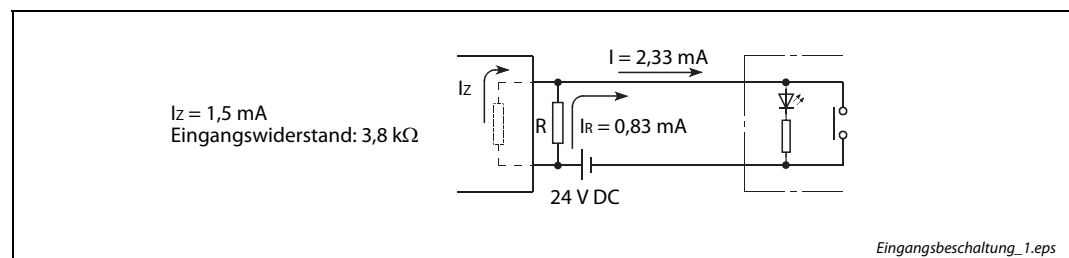 I = 2,33 mA
IZ
IZ = 1,5 mA
Eingangswiderstand: 3,8 kΩ
R
IR = 0,83 mA
24 V DC
Eingangsbeschaltung_1.eps